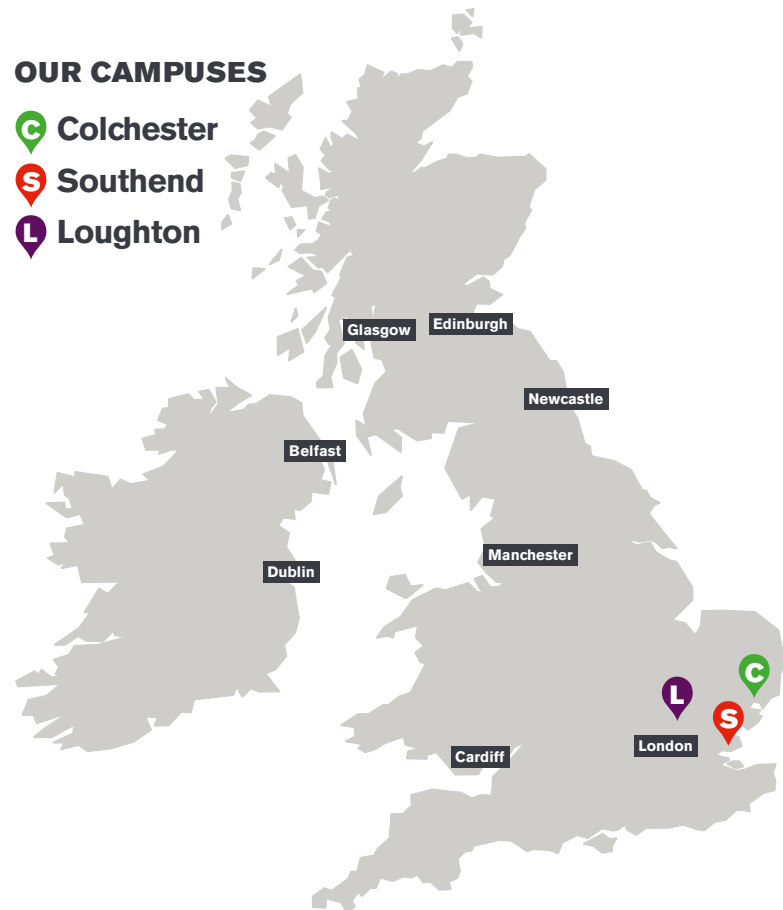 OUR CAMPUSES
C Colchester
S Southend
L Loughton
Glasgow
Edinburgh
Newcastle
Belfast
Manchester
Dublin
C
L
S
London
Cardiff